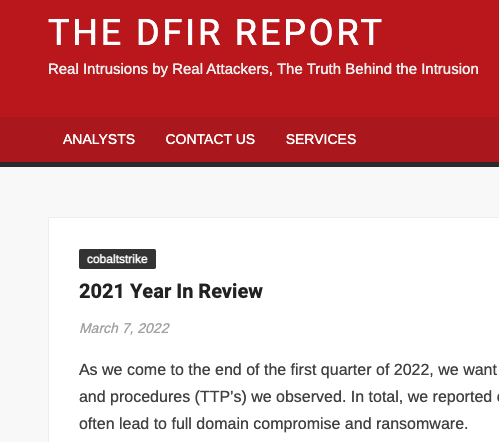 THE DFIR REPORT
Real Intrusions by Real Attackers, The Truth Behind the Intrusion
ANALYSTS CONTACT US SERVICES
cobaltstrike
2021 Year In Review
March 7, 2022
As we come to the end of the first quarter of 2022, we want
and procedures (TTP's) we observed. In total, we reported
often lead to full domain compromise and ransomware.